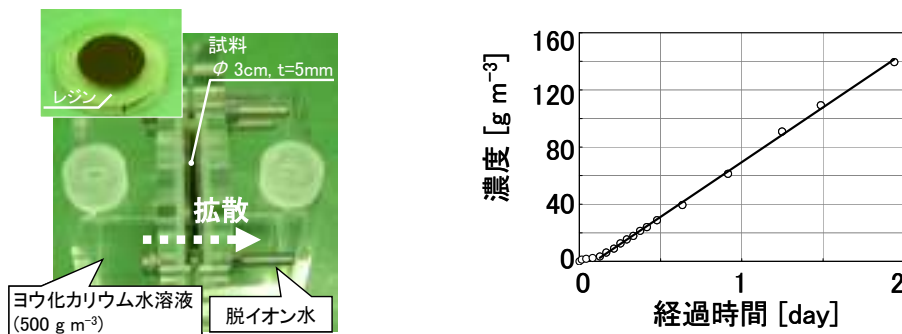 試料
Φ 3cm, t=5mm
レジン
拡散
ヨウ化カリウム水溶液
(500 g m⁻³)
脱イオン水
濃度 [g m⁻³]
160
120
80
40
0
0
1
2
経過時間 [day]